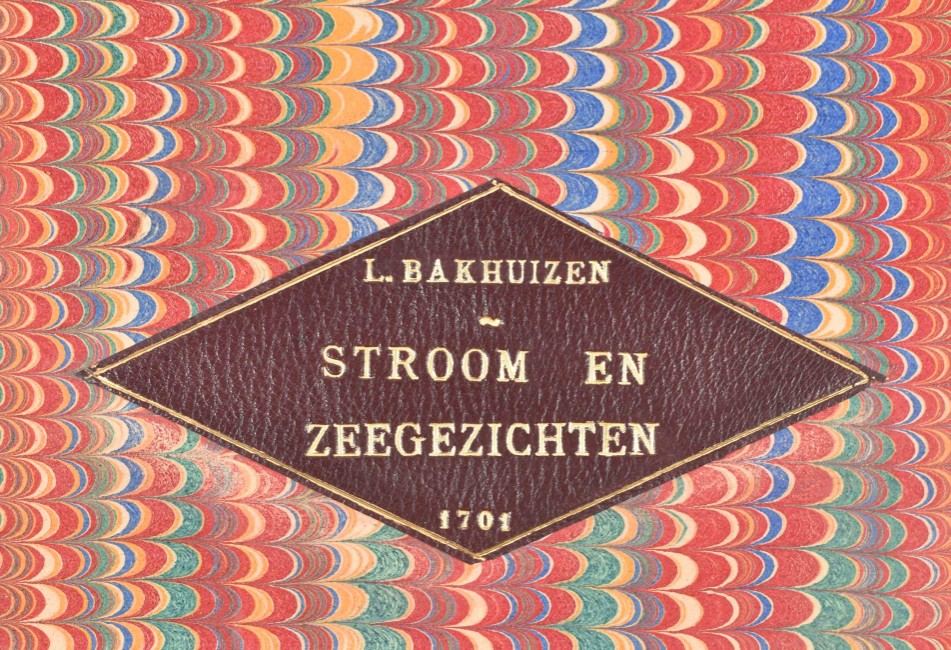 L. BAKHUIZEN
~
STROOM EN
ZEEGEZICHTEN
1701